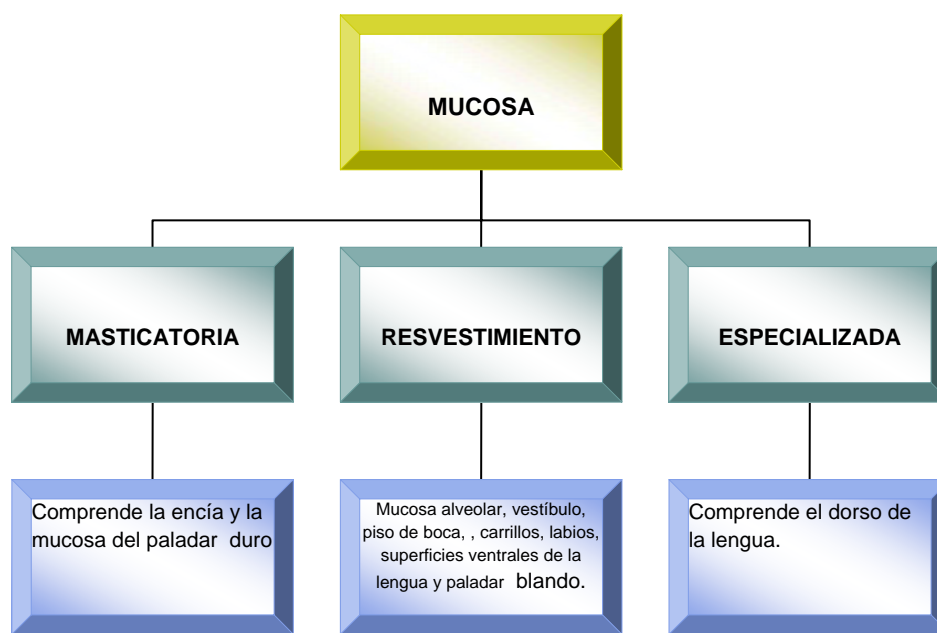 MUCOSA
MASTICATORIA
RESVESTIMIENTO
ESPECIALIZADA
Comprende la encía y la
mucosa del paladar duro
Mucosa alveolar, vestíbulo,
piso de boca, , carrillos, labios,
superficies ventrales de la
lengua y paladar blando.
Comprende el dorso de
la lengua.